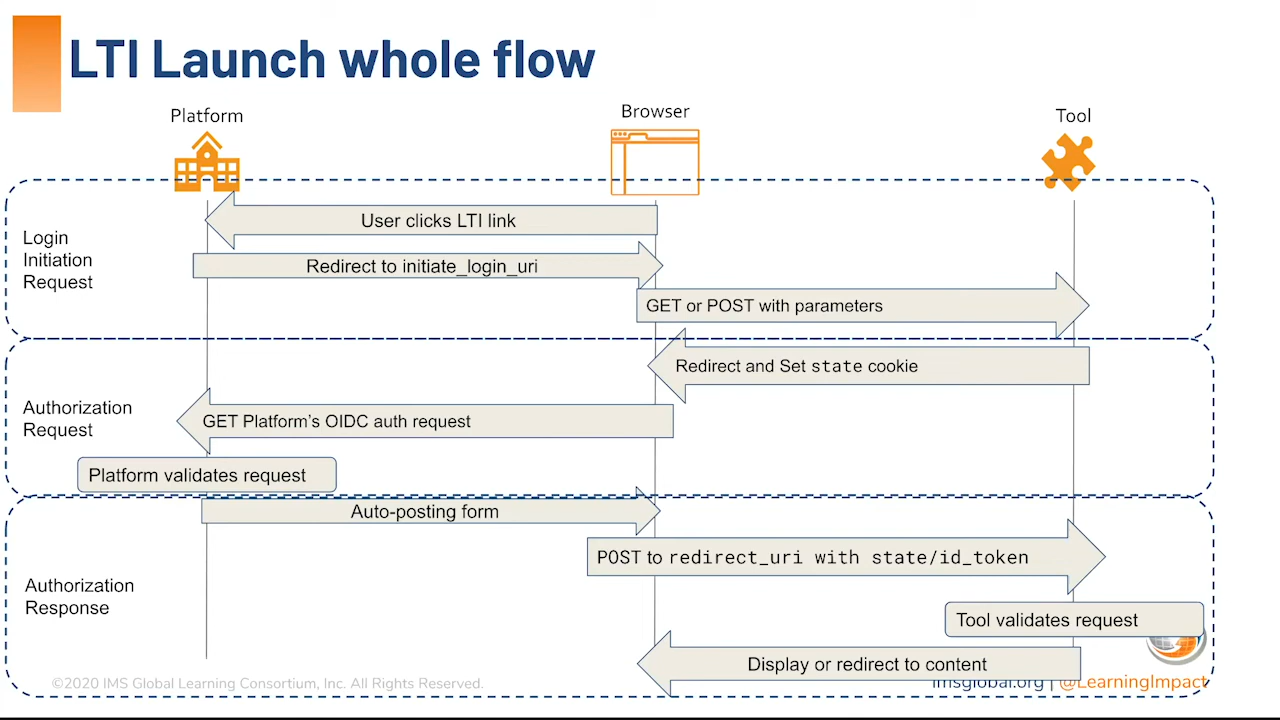 LTI Launch whole flow
Platform
Browser
Tool
Login
Initiation
Request
User clicks LTI link
Redirect to initiate_login_uri
GET or POST with parameters
Authorization
Request
Redirect and Set state cookie
GET Platform’s OIDC auth request
Platform validates request
Authorization
Response
Auto-posting form
POST to redirect_uri with state/id_token
Tool validates request
Display or redirect to content
©2020 IMS Global Learning Consortium, Inc. All Rights Reserved.
imsglobal.org | @LearningImpact